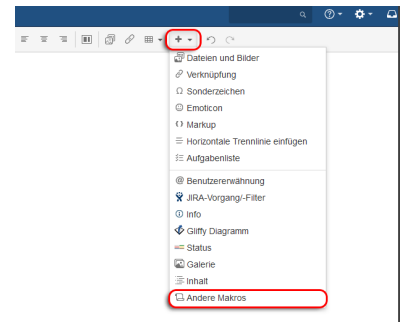 Dateien und Bilder
Verknüpfung
Sonderzeichen
Emoticon
Markup
Horizontale Trennlinie einfügen
Aufgabenliste
Benutzererwähnung
JIRA-Vorgang/-Filter
Info
Gliffy Diagramm
Status
Galerie
Inhalt
Andere Makros